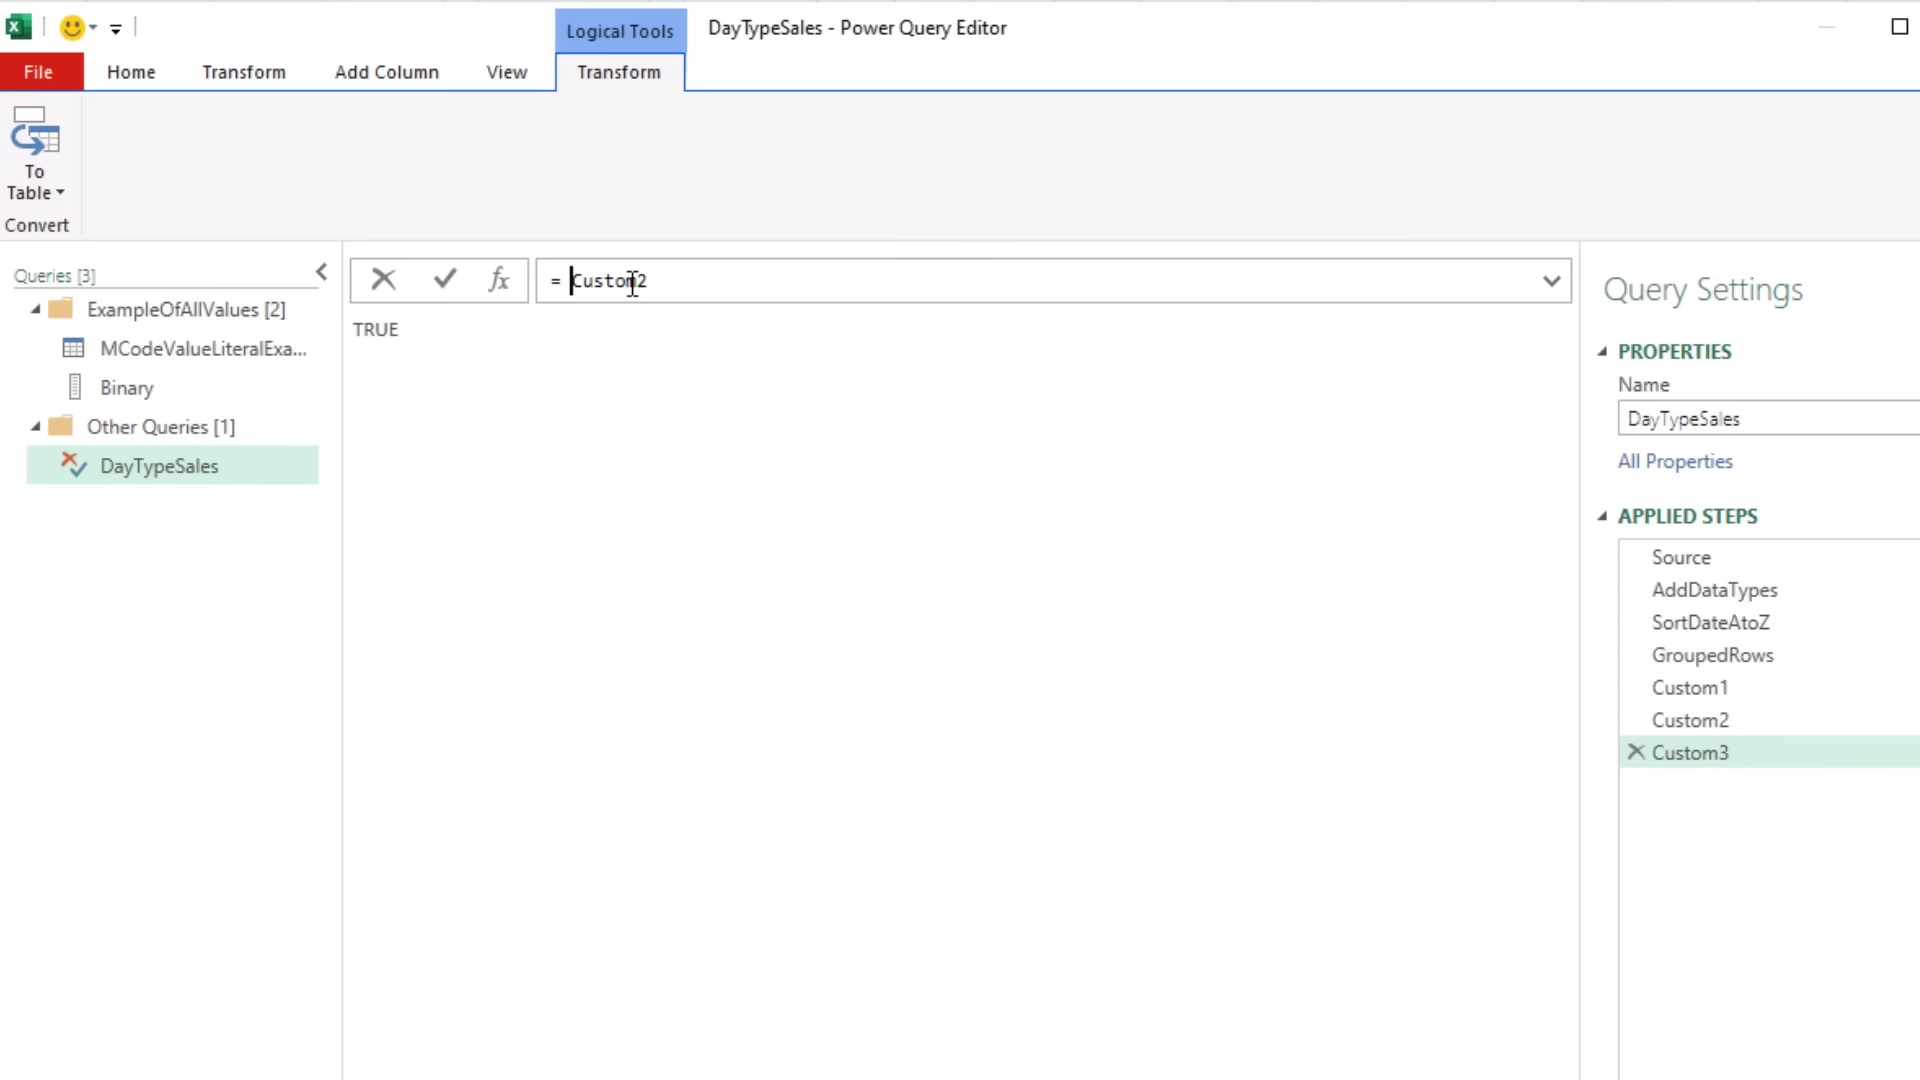 Logical Tools
DayTypeSales - Power Query Editor
File
Home
Transform
Add Column
View
Transform
To
Table
Convert
Queries [3]
ExampleOfAllValues [2]
MCodeValueLiteralExa...
Binary
Other Queries [1]
DayTypeSales
fx
= Custom2
TRUE
Query Settings
PROPERTIES
Name
DayTypeSales
All Properties
APPLIED STEPS
Source
AddDataTypes
SortDateAtoZ
GroupedRows
Custom1
Custom2
Custom3